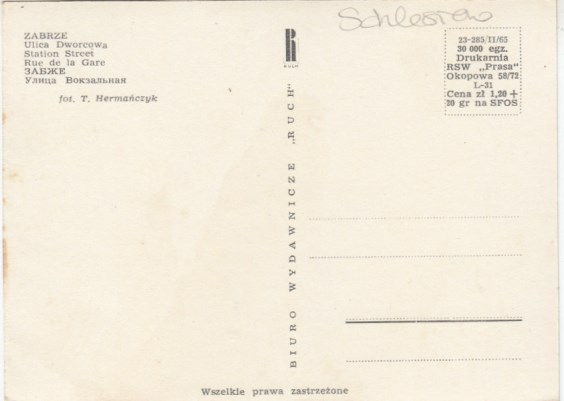 ZABRZE
Ulica Dworcowa
Station Street
Rue de la Gare
ЗАБЖЕ
Улица Вокзальная
fot. T. Hermańczyk
R
RUCH
BIURO WYDAWNICZE „RUCH"
23-285/II/63
30 000 egz.
Drukarnia
RSW „Prasa"
Okopowa 58/72
L-31
Cena zł 1,20 +
20 gr na SFOS
Wszelkie prawa zastrzeżone